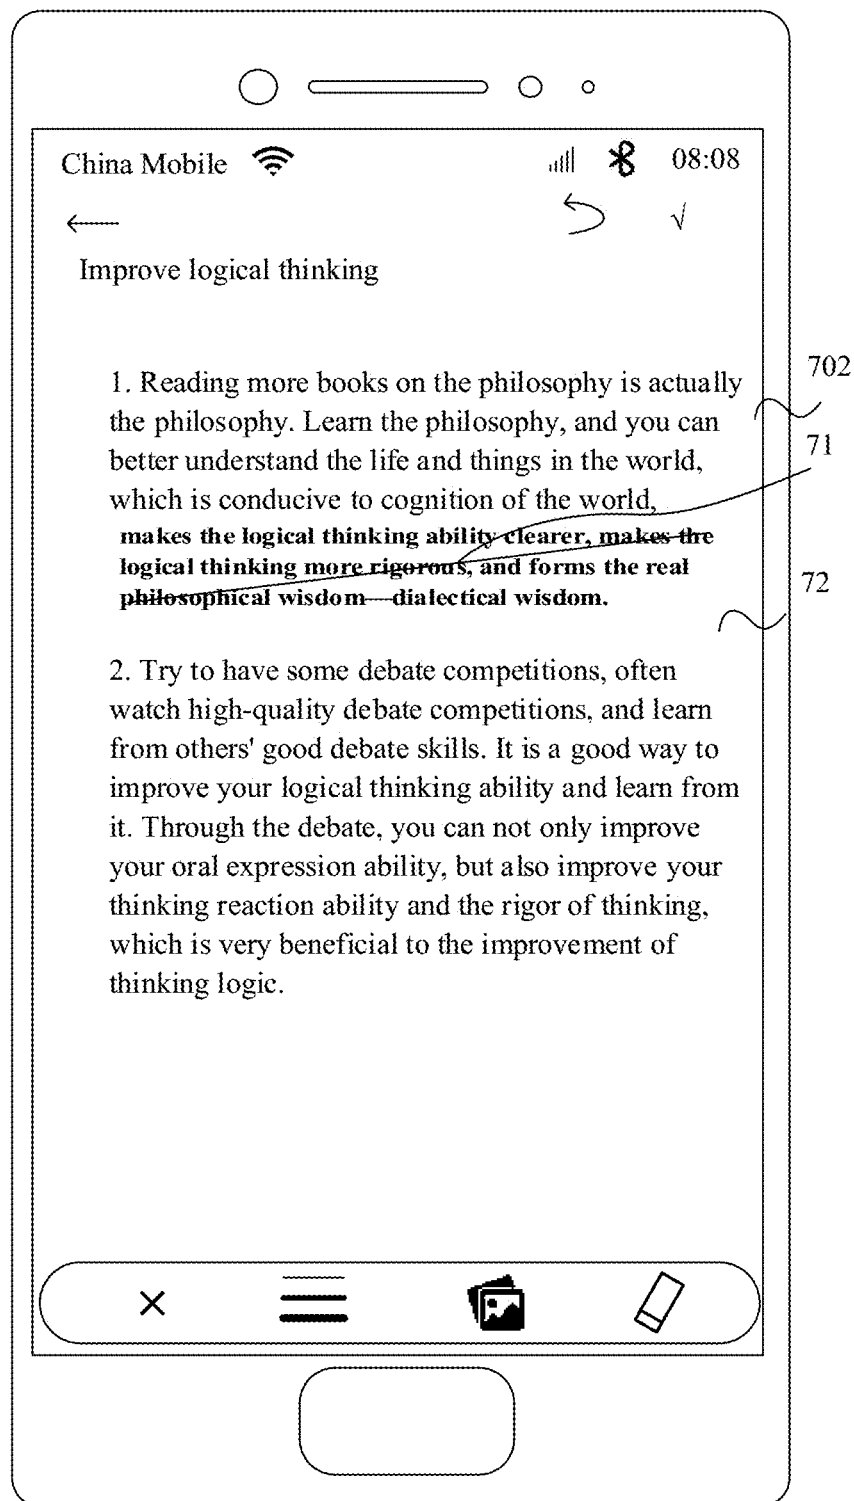 China Mobile 08:08
√
Improve logical thinking
1. Reading more books on the philosophy is actually
702
the philosophy. Learn the philosophy, and you can
71
better understand the life and things in the world,
which is conducive to cognition of the world,
makes the logical thinking ability clearer, makes the
logical thinking more rigorous, and forms the real
72
philosophical wisdom—dialectical wisdom.
2. Try to have some debate competitions, often
watch high-quality debate competitions, and learn
from others' good debate skills. It is a good way to
improve your logical thinking ability and learn from
it. Through the debate, you can not only improve
your oral expression ability, but also improve your
thinking reaction ability and the rigor of thinking,
which is very beneficial to the improvement of
thinking logic.